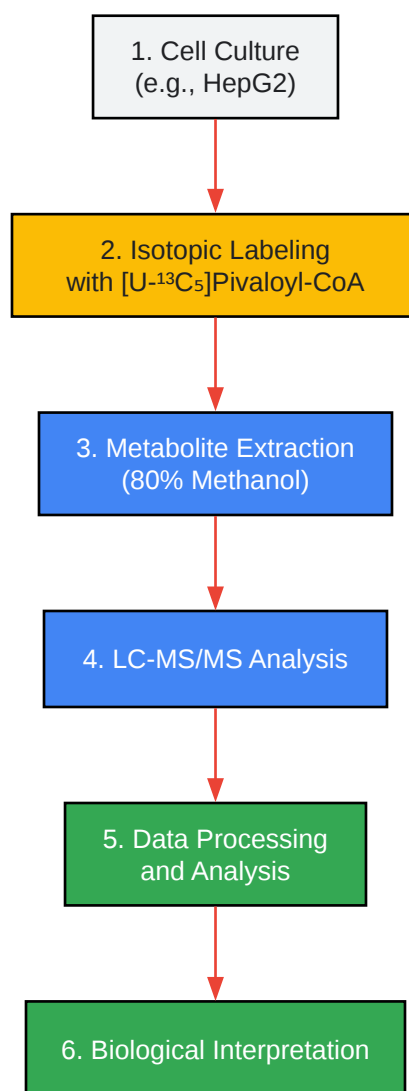 1. Cell Culture
(e.g., HepG2)
2. Isotopic Labeling
with [U-¹³C₅]Pivaloyl-CoA
3. Metabolite Extraction
(80% Methanol)
4. LC-MS/MS Analysis
5. Data Processing
and Analysis
6. Biological Interpretation